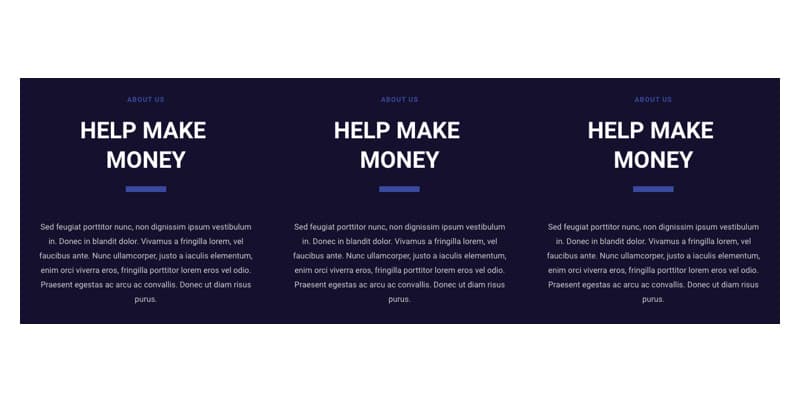 ABOUT US
HELP MAKE
MONEY
Sed feugiat porttitor nunc, non dignissim ipsum vestibulum
in. Donec in blandit dolor. Vivamus a fringilla lorem, vel
faucibus ante. Nunc ullamcorper, justo a iaculis elementum,
enim orci viverra eros, fringilla porttitor lorem eros vel odio.
Praesent egestas ac arcu ac convallis. Donec ut diam risus
purus.
ABOUT US
HELP MAKE
MONEY
Sed feugiat porttitor nunc, non dignissim ipsum vestibulum
in. Donec in blandit dolor. Vivamus a fringilla lorem, vel
faucibus ante. Nunc ullamcorper, justo a iaculis elementum,
enim orci viverra eros, fringilla porttitor lorem eros vel odio.
Praesent egestas ac arcu ac convallis. Donec ut diam risus
purus.
ABOUT US
HELP MAKE
MONEY
Sed feugiat porttitor nunc, non dignissim ipsum vestibulum
in. Donec in blandit dolor. Vivamus a fringilla lorem, vel
faucibus ante. Nunc ullamcorper, justo a iaculis elementum,
enim orci viverra eros, fringilla porttitor lorem eros vel odio.
Praesent egestas ac arcu ac convallis. Donec ut diam risus
purus.